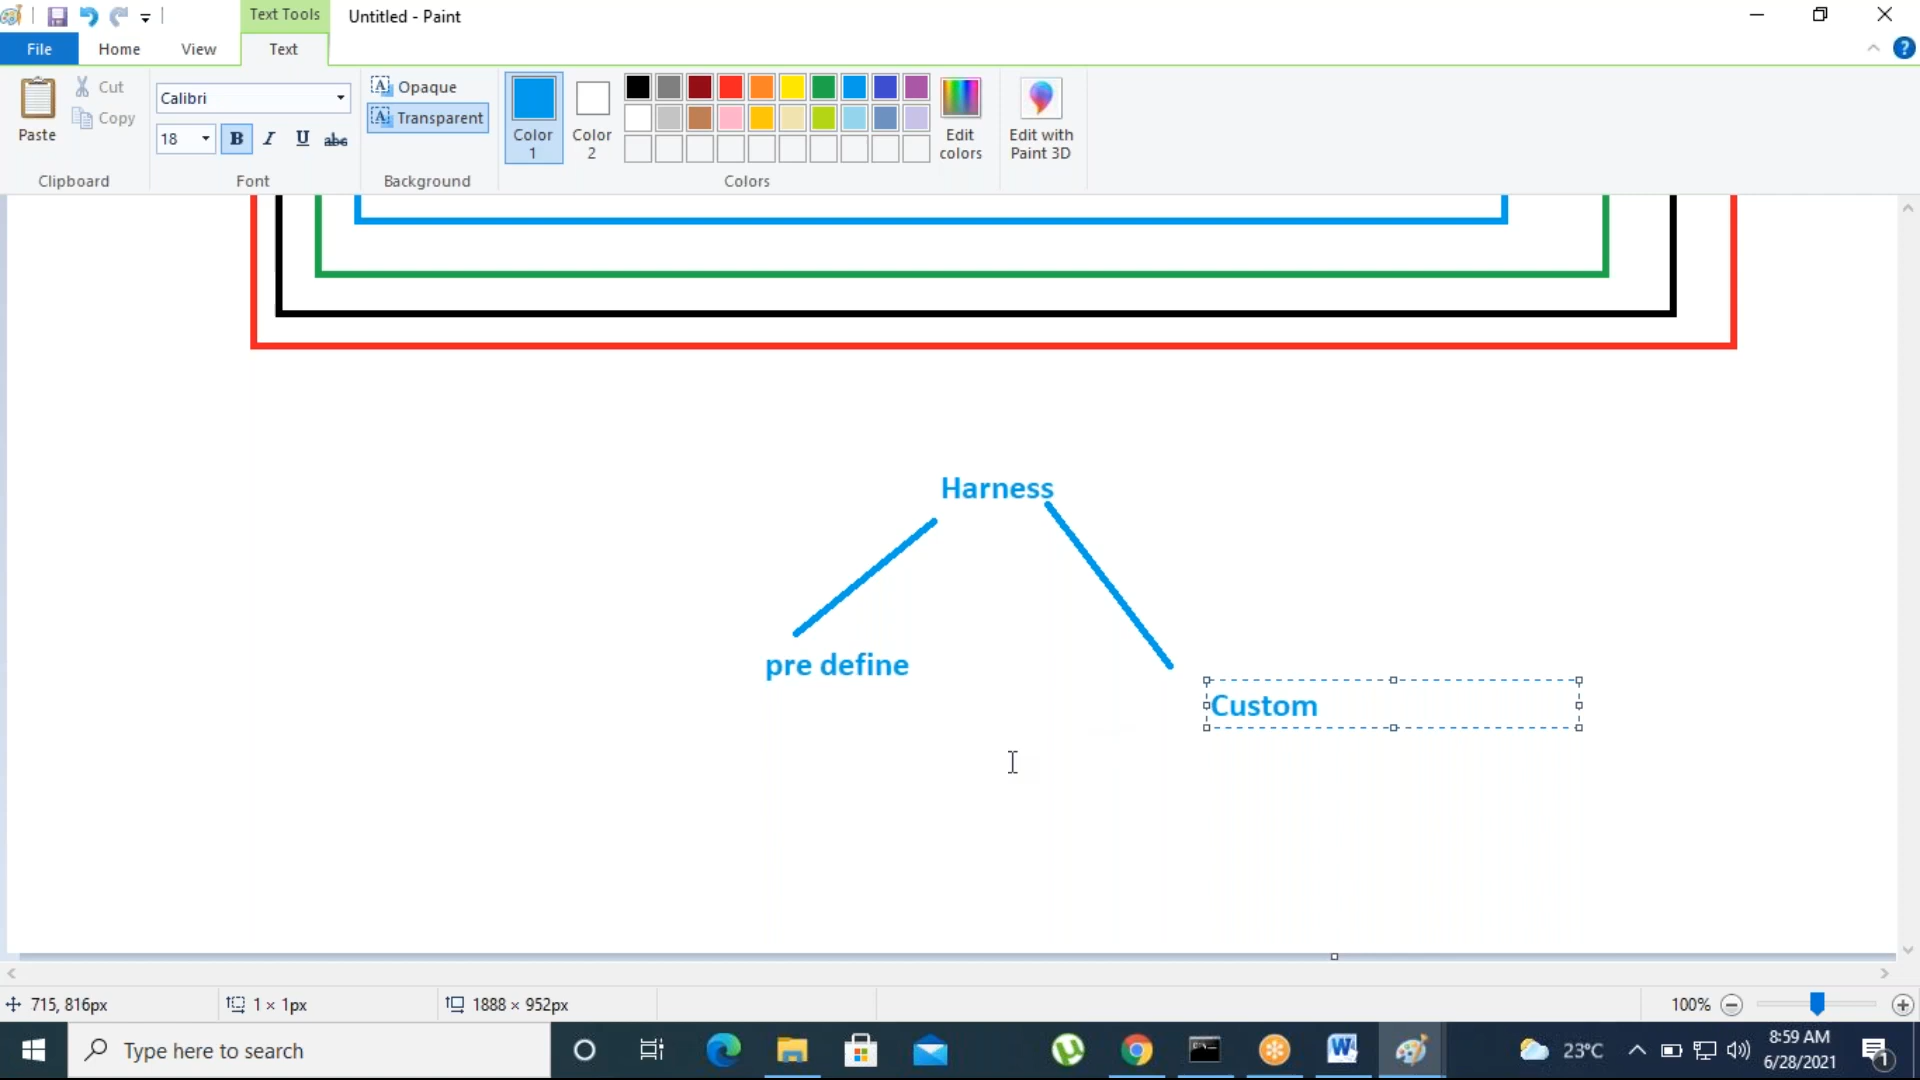 Text Tools
Untitled - Paint
File
Home
View
Text
Paste
Cut
Copy
Clipboard
Calibri
18
B I U abc
Font
Opaque
Transparent
Background
Color 1
Color 2
Edit colors
Colors
Edit with Paint 3D
Harness
pre define
Custom
715, 816px
1 × 1px
1888 × 952px
100%
Type here to search
23°C
8:59 AM
6/28/2021
1